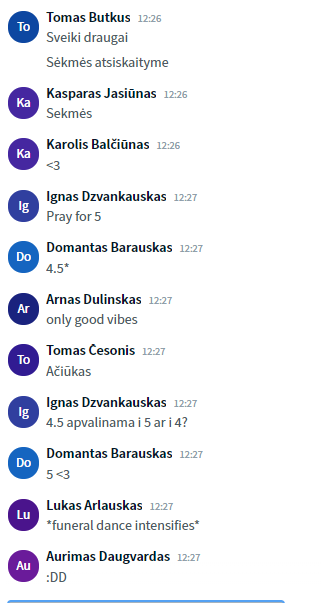 To
Tomas Butkus 12:26
Sveiki draugai
Sėkmės atsiskaityme
Ka
Kasparas Jasiūnas 12:26
Sekmės
Ka
Karolis Balčiūnas 12:26
<3
Ig
Ignas Dzvankauskas 12:27
Pray for 5
Do
Domantas Barauskas 12:27
4.5*
Ar
Arnas Dulinskas 12:27
only good vibes
To
Tomas Česonis 12:27
Ačiūkas
Ig
Ignas Dzvankauskas 12:27
4.5 apvalinama i 5 ar i 4?
Do
Domantas Barauskas 12:27
5 <3
Lu
Lukas Arlauskas 12:27
*funeral dance intensifies*
Au
Aurimas Daugvardas 12:27
:DD